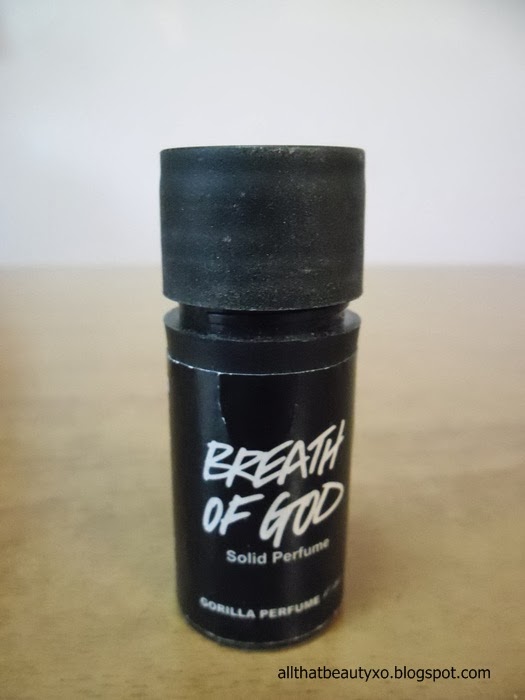 BREATH
OF GOD
Solid Perfume
GORILLA PERFUME
allthatbeautyxo.blogspot.com